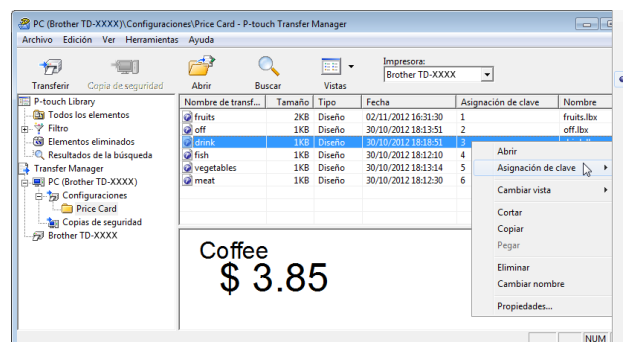 PC (Brother TD-XXXX)\Configuraciones\Price Card - P-touch Transfer Manager
Archivo Edición Ver Herramientas Ayuda
Transferir Copia de seguridad Abrir Buscar Vistas
Impresora:
Brother TD-XXXX
P-touch Library
Todos los elementos
Filtro
Elementos eliminados
Resultados de la búsqueda
Transfer Manager
PC (Brother TD-XXXX)
Configuraciones
Price Card
Copias de seguridad
Brother TD-XXXX
Nombre de transf... Tamaño Tipo Fecha Asignación de clave Nombre
fruits 2KB Diseño 02/11/2012 16:31:30 1 fruits.lbx
off 1KB Diseño 30/10/2012 18:13:51 2 off.lbx
drink 1KB Diseño 30/10/2012 18:18:51 3
fish 1KB Diseño 30/10/2012 18:12:10 4
vegetables 1KB Diseño 30/10/2012 18:13:14 5
meat 1KB Diseño 30/10/2012 18:12:30 6
Abrir
Asignación de clave
Cambiar vista
Cortar
Copiar
Pegar
Eliminar
Cambiar nombre
Propiedades...
Coffee
$ 3.85
NUM